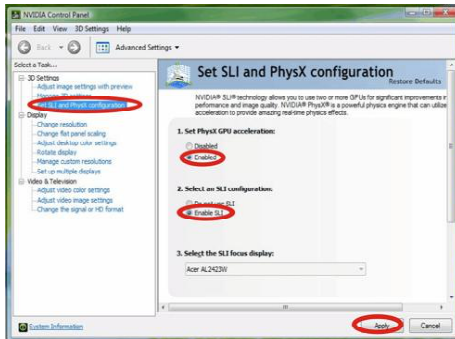 NVIDIA Control Panel
File Edit View 3D Settings Help
Back Advanced Settings
Select a Task...
3D Settings
Adjust image settings with preview
Manage 3D settings
Set SLI and PhysX configuration
Display
Change resolution
Change flat panel scaling
Adjust desktop color settings
Rotate display
Manage custom resolutions
Set up multiple displays
Video & Television
Adjust video color settings
Adjust video image settings
Change the signal or HD format
System Information
Set SLI and PhysX configuration
Restore Defaults
NVIDIA® SLI® technology allows you to use two or more GPUs for significant improvements in
performance and image quality. NVIDIA® PhysX® is a powerful physics engine that can utilize
acceleration to provide amazing real-time physics effects.
1. Set PhysX GPU acceleration:
Disabled
Enabled
2. Select an SLI configuration:
Do not use SLI
Enable SLI
3. Select the SLI focus display:
Acer AL2423W
Apply Cancel